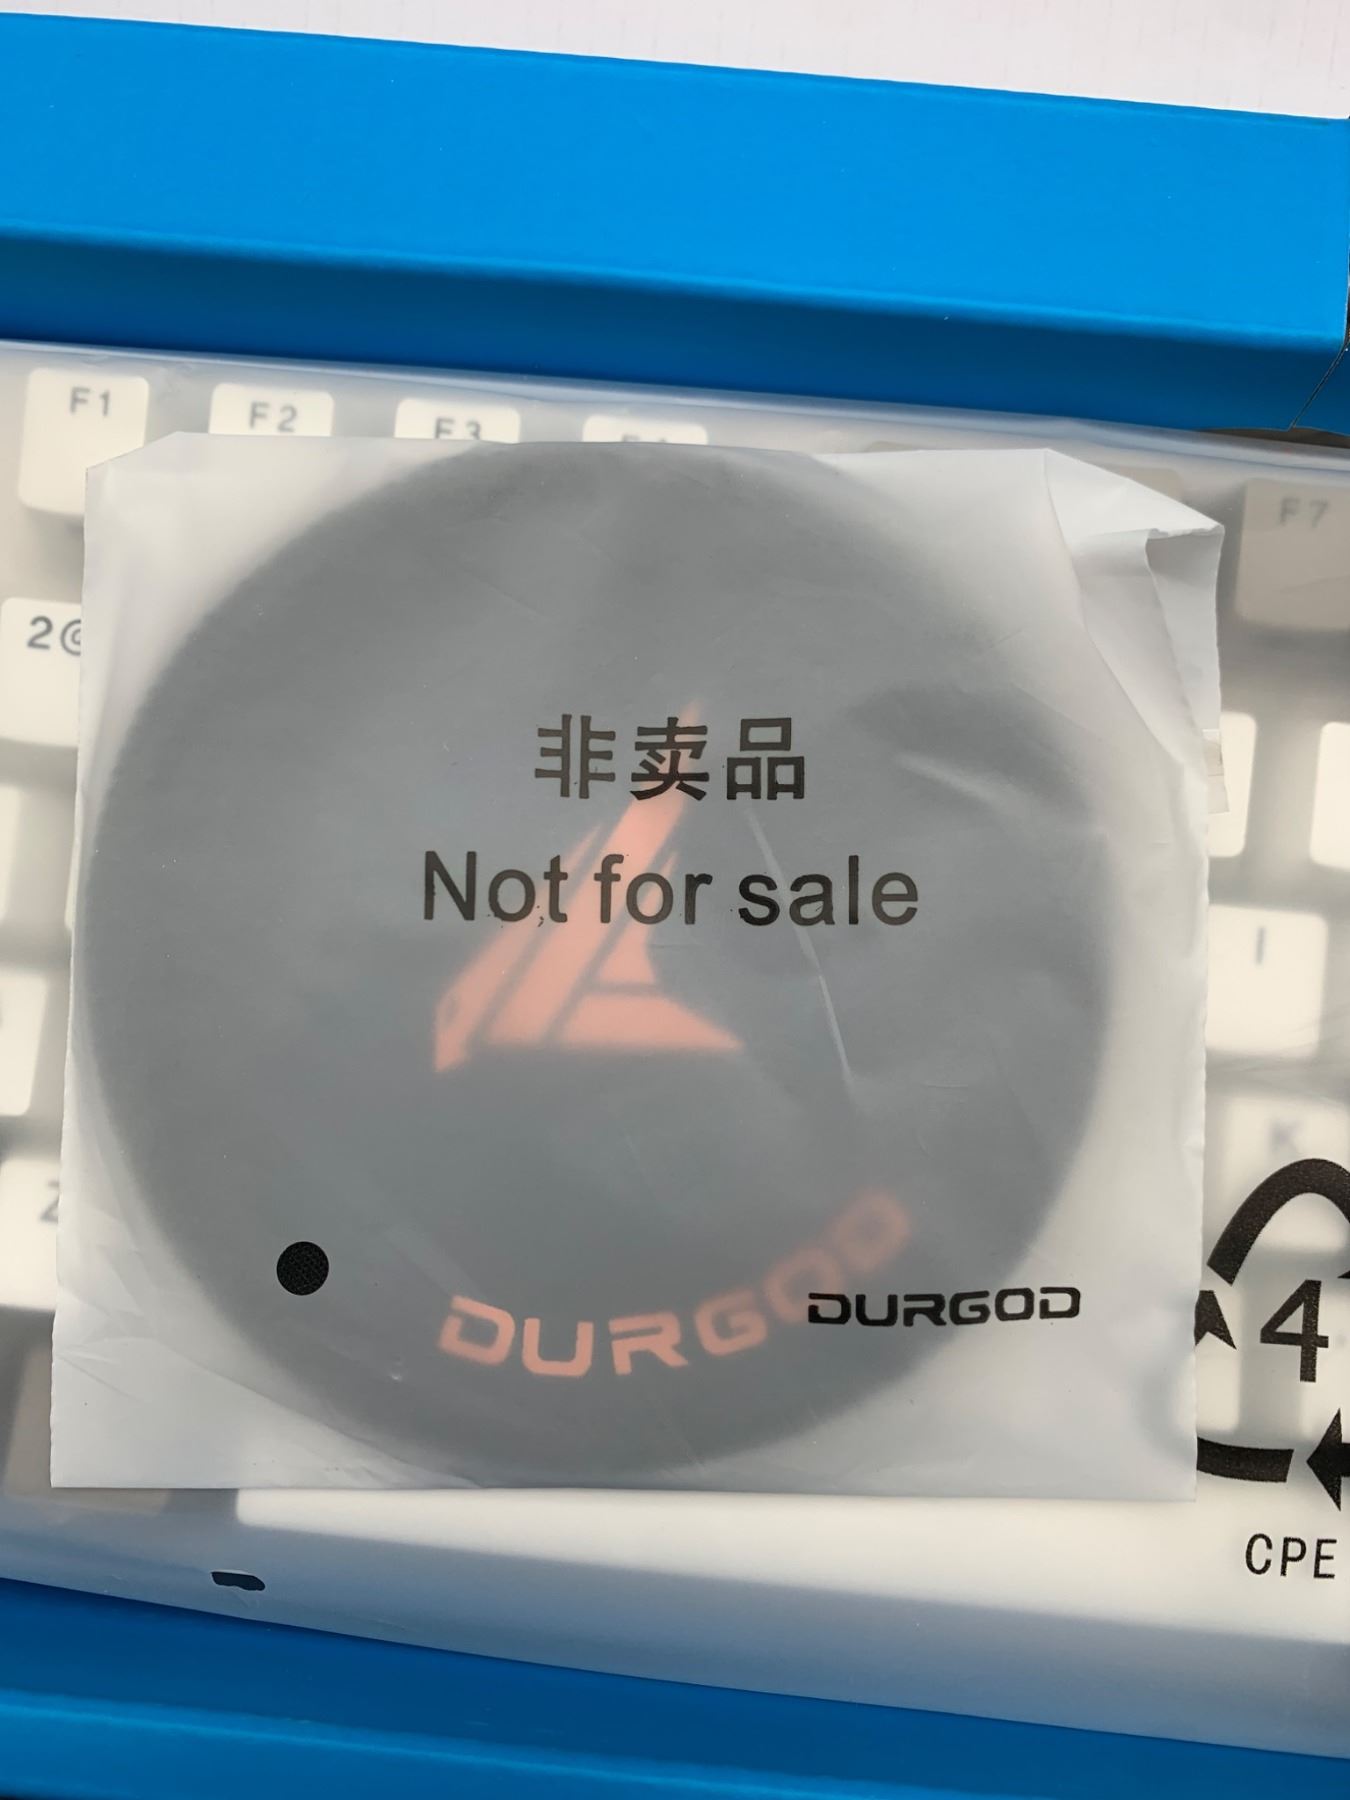 F1
F2
F3
F7
2@
非卖品
Not for sale
I
K
Z
DURGOD
DURGOD
4
CPE